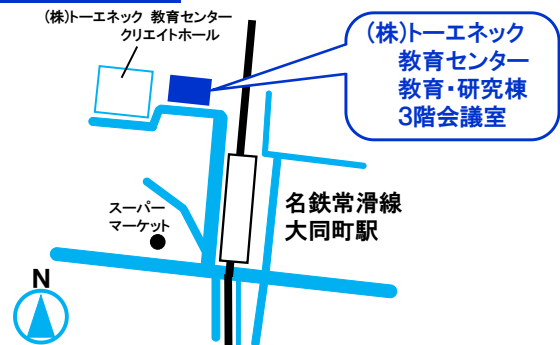 (株)トーエネック 教育センター
クリエイトホール
(株)トーエネック
教育センター
教育・研究棟
3階会議室
名鉄常滑線
大同町駅
スーパー
マーケット
N